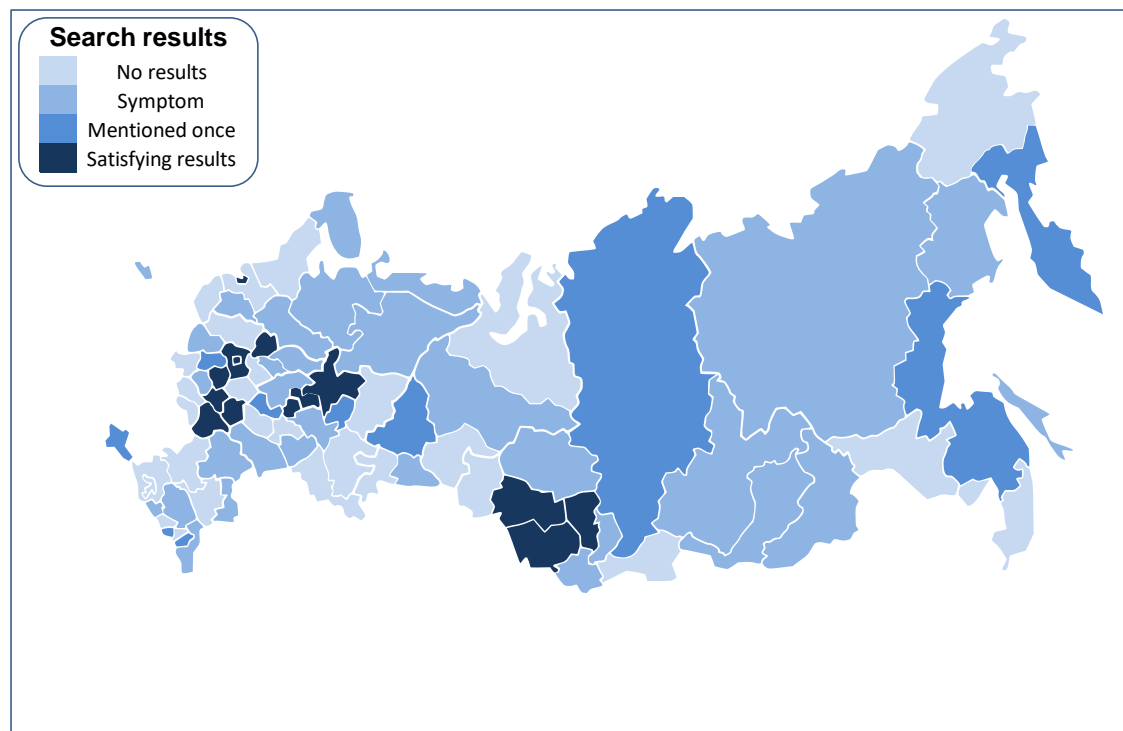 Search results
No results
Symptom
Mentioned once
Satisfying results